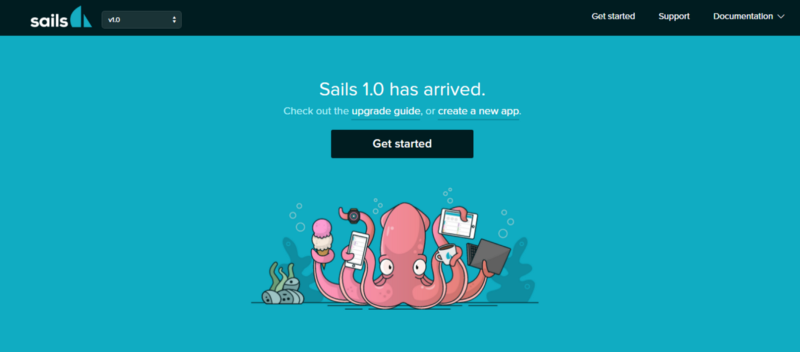 sails
v1.0
Get started
Support
Documentation
Sails 1.0 has arrived.
Check out the upgrade guide, or create a new app.
Get started